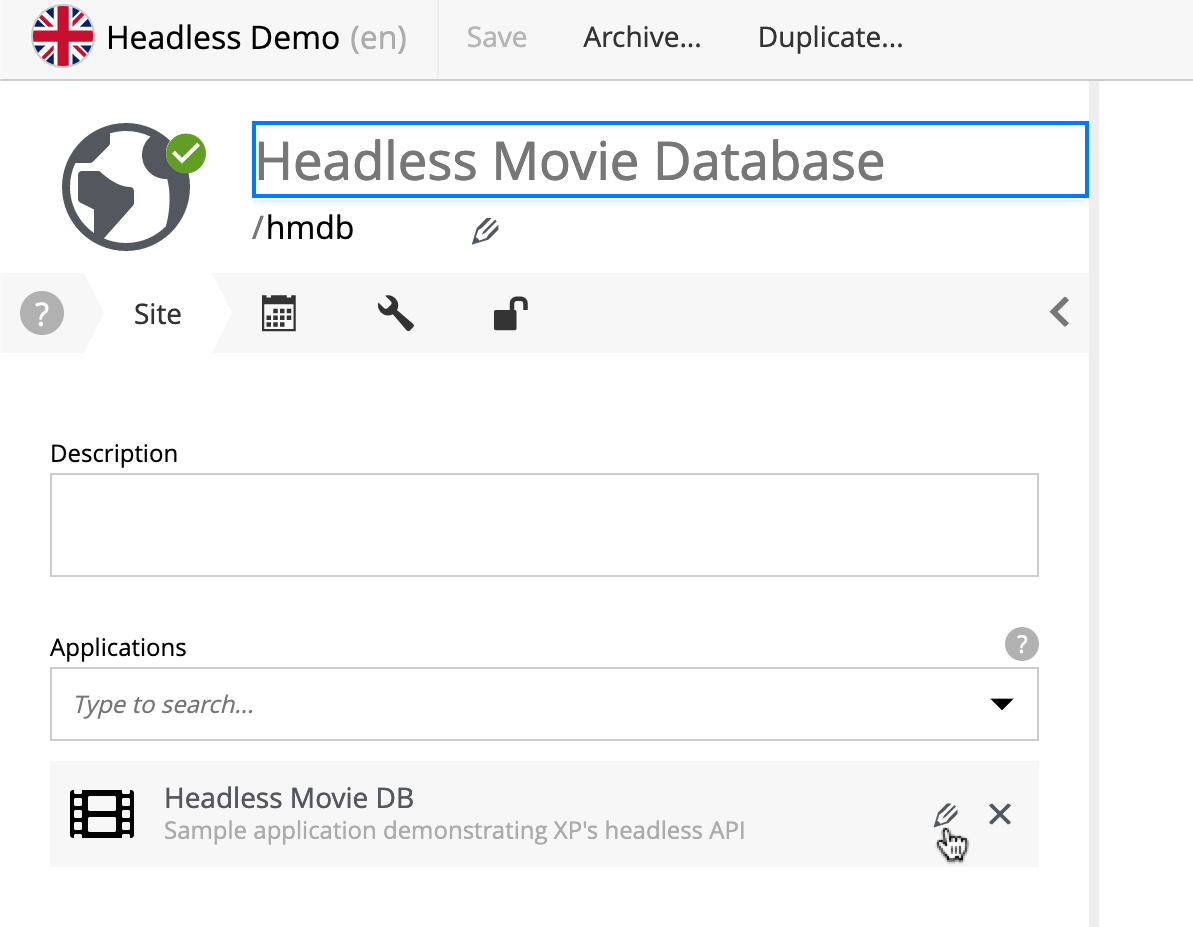 Headless Demo (en)
Save
Archive...
Duplicate...
Headless Movie Database
/hmdb
?
Site
Description
Applications
?
Type to search...
Headless Movie DB
Sample application demonstrating XP's headless API